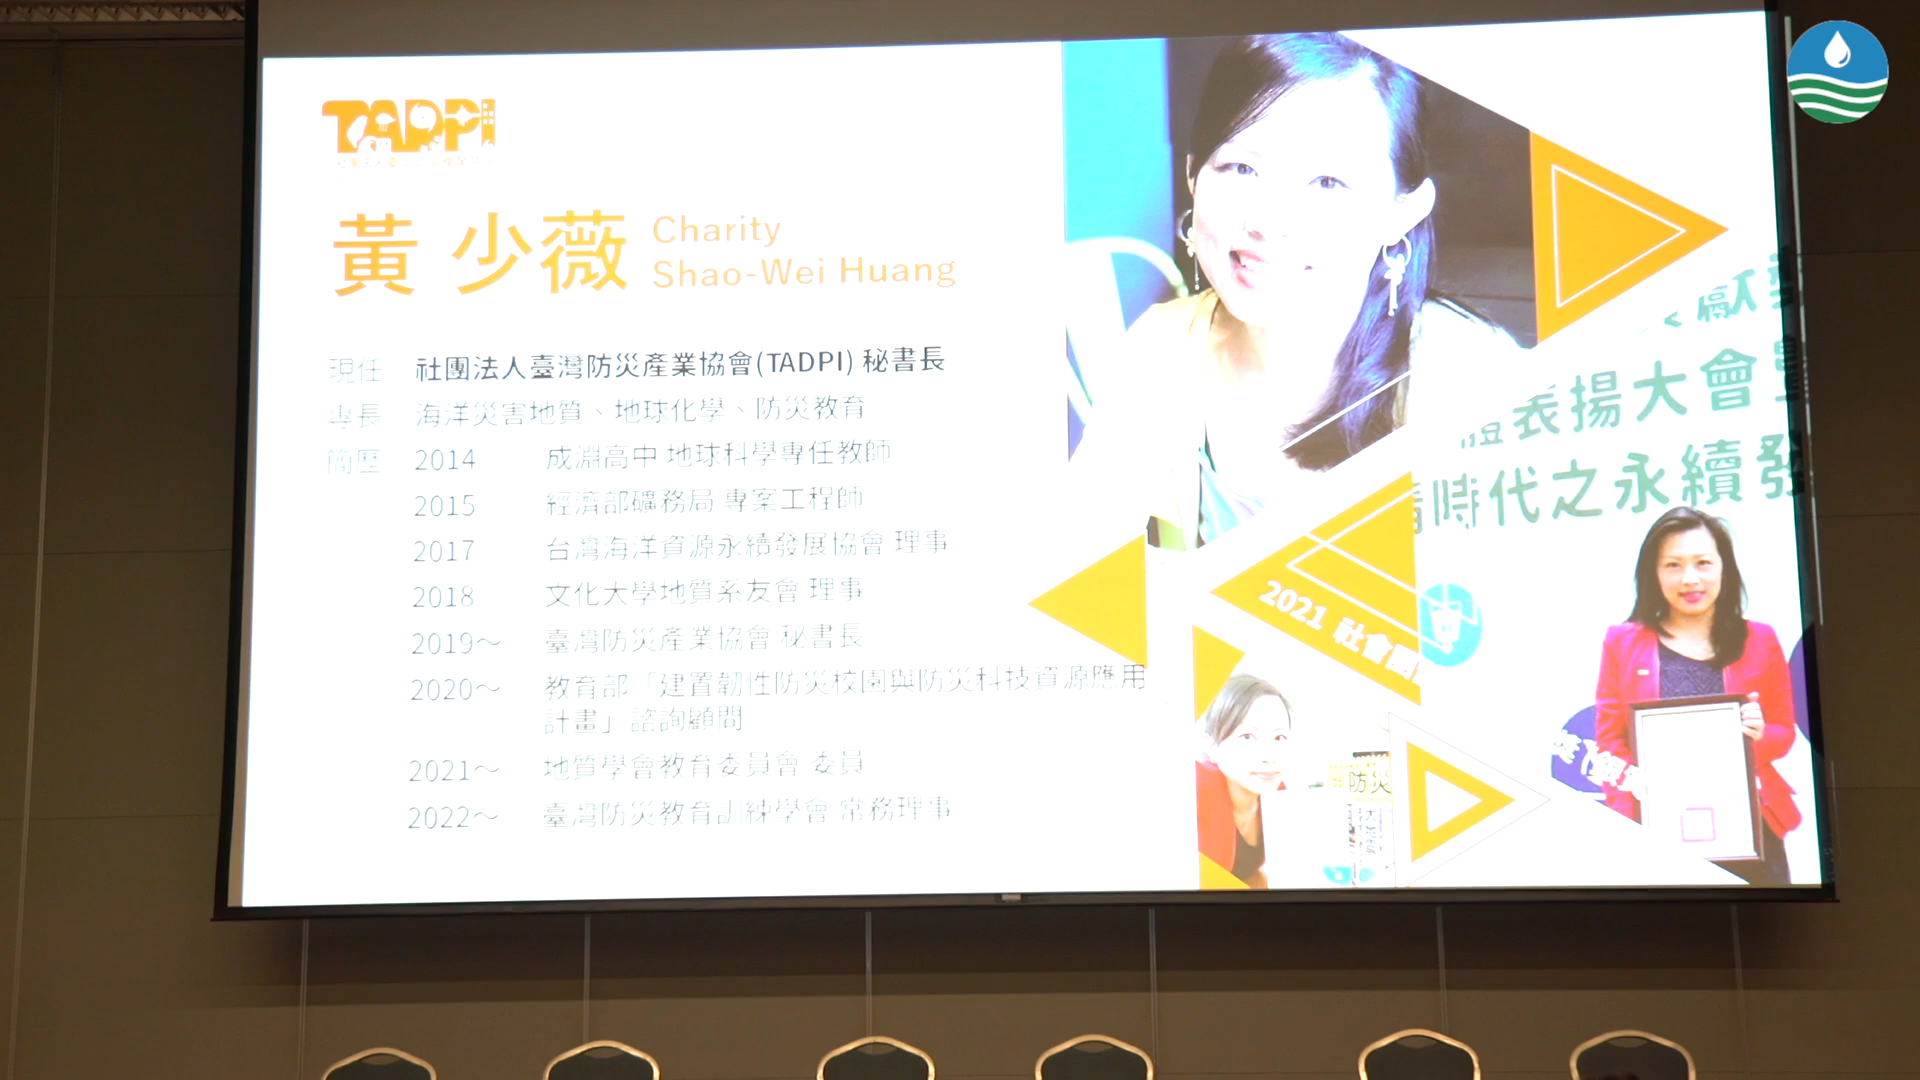 TADPI
黃 少薇
Charity
Shao-Wei Huang
現任 社團法人臺灣防災產業協會(TADPI) 秘書長
專長 海洋災害地質、地球化學、防災教育
簡歷 2014 成淵高中 地球科學專任教師
2015 經濟部礦務局 專案工程師
2017 台灣海洋資源永續發展協會 理事
2018 文化大學地質系友會 理事
2019～ 臺灣防災產業協會 秘書長
2020～ 教育部「建置韌性防災校園與防災科技資源應用
計畫」諮詢顧問
2021～ 地質學會教育委員會 委員
2022～ 臺灣防災教育訓練學會 常務理事
獻
表揚大會
時代之永續發
2021 社會
防災